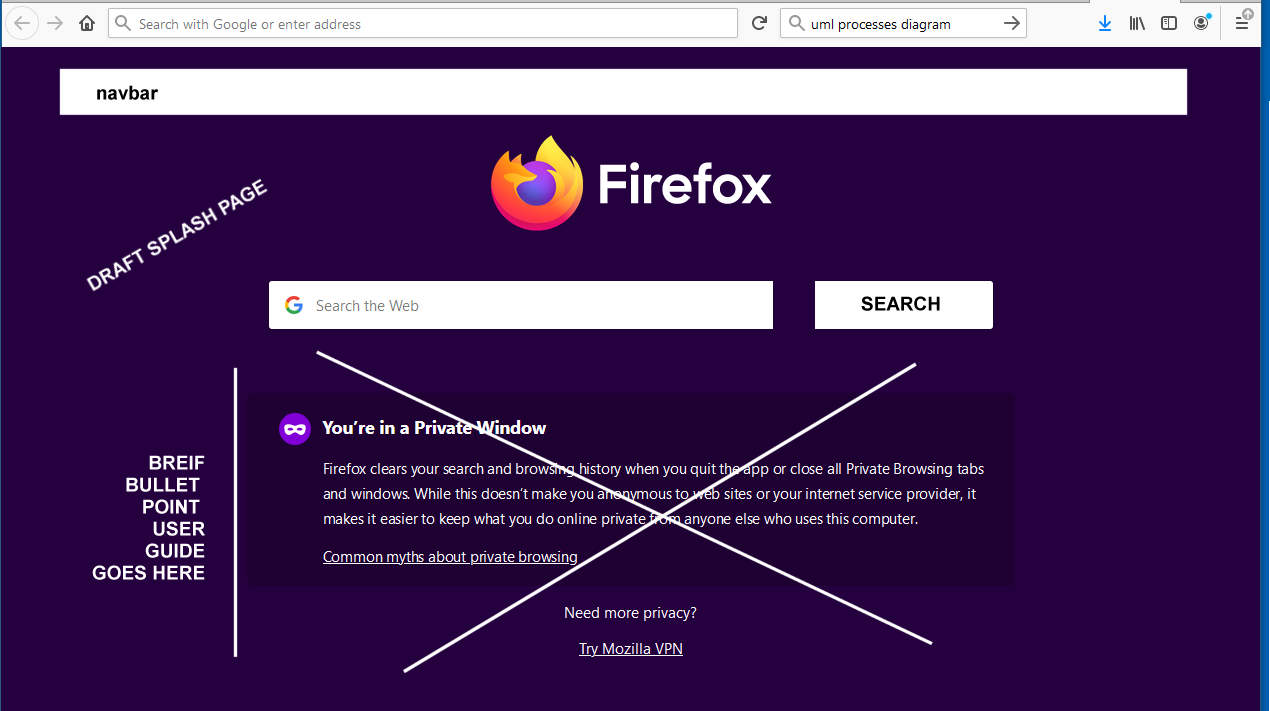 Search with Google or enter address
uml processes diagram
navbar
Firefox
DRAFT SPLASH PAGE
Search the Web
SEARCH
You’re in a Private Window
Firefox clears your search and browsing history when you quit the app or close all Private Browsing tabs
and windows. While this doesn’t make you anonymous to web sites or your internet service provider, it
makes it easier to keep what you do online private from anyone else who uses this computer.
Common myths about private browsing
BREIF
BULLET
POINT
USER
GUIDE
GOES HERE
Need more privacy?
Try Mozilla VPN